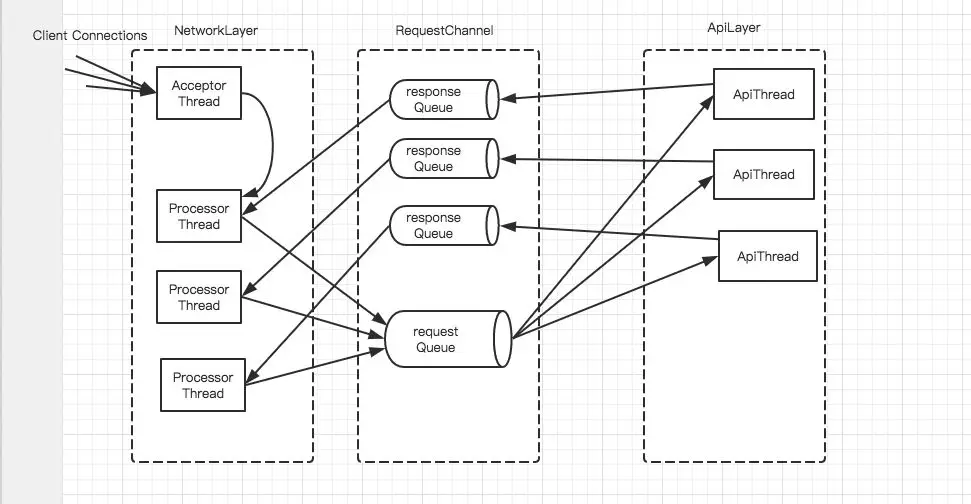 Client Connections
NetworkLayer
RequestChannel
ApiLayer
Acceptor
Thread
Processor
Thread
Processor
Thread
Processor
Thread
response
Queue
response
Queue
response
Queue
request
Queue
ApiThread
ApiThread
ApiThread